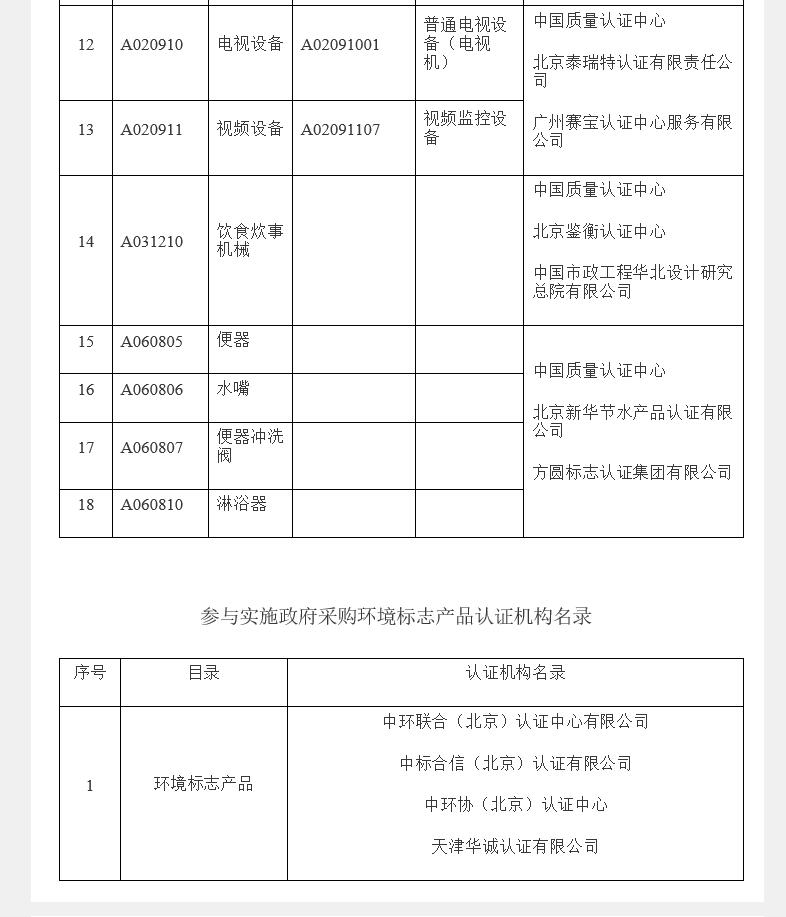 12 A020910 电视设备 A02091001 普通电视设
备（电视
机）
中国质量认证中心
北京泰瑞特认证有限责任公
司
广州赛宝认证中心服务有限
公司
13 A020911 视频设备 A02091107 视频监控设
备
14 A031210 饮食炊事
机械
中国质量认证中心
北京鉴衡认证中心
中国市政工程华北设计研究
总院有限公司
15 A060805 便器
16 A060806 水嘴
17 A060807 便器冲洗
阀
18 A060810 淋浴器
中国质量认证中心
北京新华节水产品认证有限
公司
方圆标志认证集团有限公司
参与实施政府采购环境标志产品认证机构名录
序号 目录 认证机构名录
1 环境标志产品
中环联合（北京）认证中心有限公司
中标合信（北京）认证有限公司
中环协（北京）认证中心
天津华诚认证有限公司